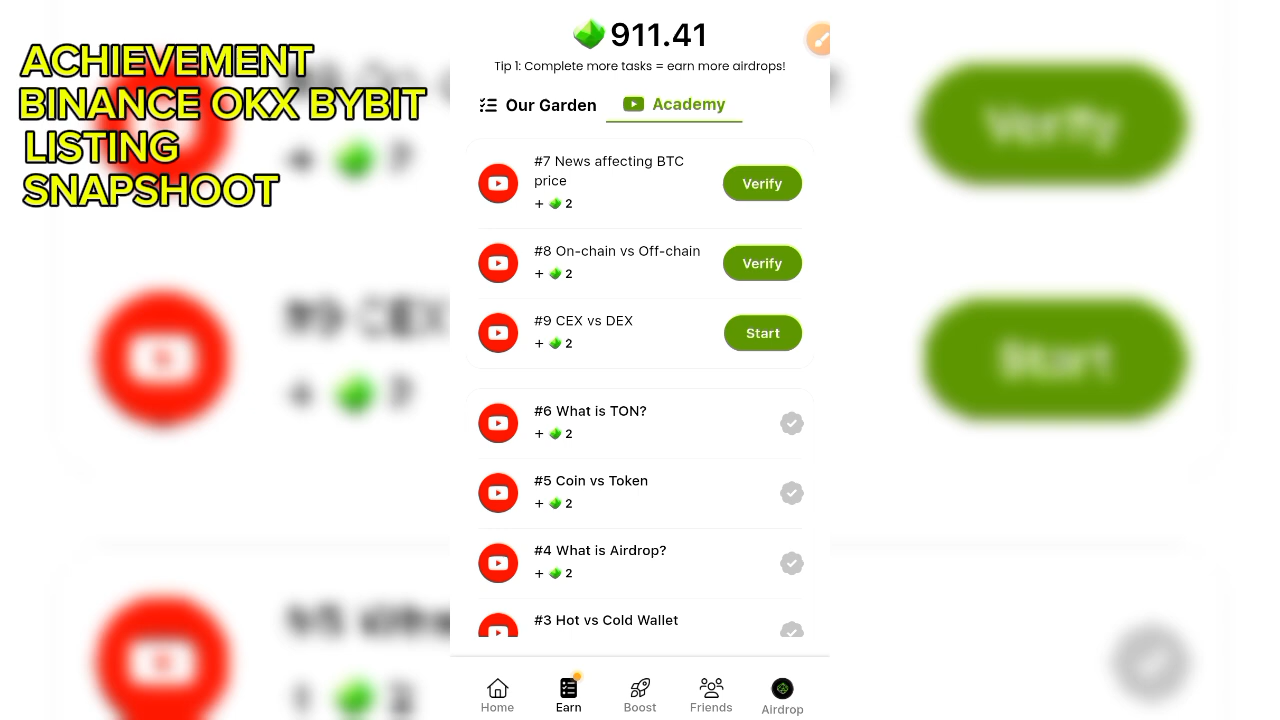 ACHIEVEMENT
BINANCE OKX BYBIT
LISTING
SNAPSHOOT
911.41
Tip 1: Complete more tasks = earn more airdrops!
Our Garden
Academy
#7 News affecting BTC
price
+ 2
Verify
#8 On-chain vs Off-chain
+ 2
Verify
#9 CEX vs DEX
+ 2
Start
#6 What is TON?
+ 2
#5 Coin vs Token
+ 2
#4 What is Airdrop?
+ 2
#3 Hot vs Cold Wallet
Home
Earn
Boost
Friends
Airdrop
Verify
Start